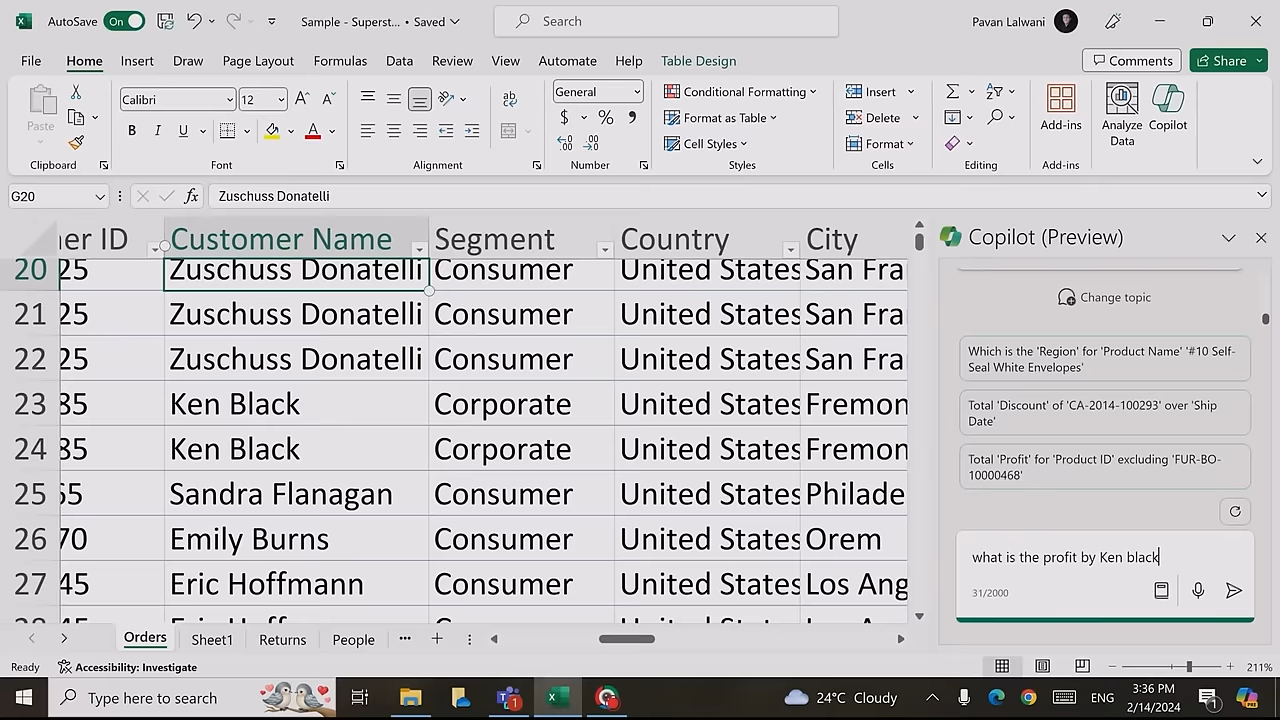 AutoSave On Sample - Superst... • Saved Search Pavan Lalwani
File Home Insert Draw Page Layout Formulas Data Review View Automate Help Table Design Comments Share
Paste Calibri 12 General Conditional Formatting Insert
$ % Format as Table Delete Add-ins Analyze Data Copilot
B I U Cell Styles Format
Clipboard Font Alignment Number Styles Cells Editing Add-ins
G20 fx Zuschuss Donatelli
er ID Customer Name Segment Country City
20 25 Zuschuss Donatelli Consumer United States San Fra
21 25 Zuschuss Donatelli Consumer United States San Fra
22 25 Zuschuss Donatelli Consumer United States San Fra
23 85 Ken Black Corporate United States Fremon
24 85 Ken Black Corporate United States Fremon
25 65 Sandra Flanagan Consumer United States Philade
26 70 Emily Burns Consumer United States Orem
27 45 Eric Hoffmann Consumer United States Los Ang
Copilot (Preview)
Change topic
Which is the 'Region' for 'Product Name' '#10 Self-
Seal White Envelopes'
Total 'Discount' of 'CA-2014-100293' over 'Ship
Date'
Total 'Profit' for 'Product ID' excluding 'FUR-BO-
10000468'
what is the profit by Ken black
31/2000
Orders Sheet1 Returns People
Ready Accessibility: Investigate 211%
Type here to search 1 24°C Cloudy ENG 3:36 PM 1
2/14/2024